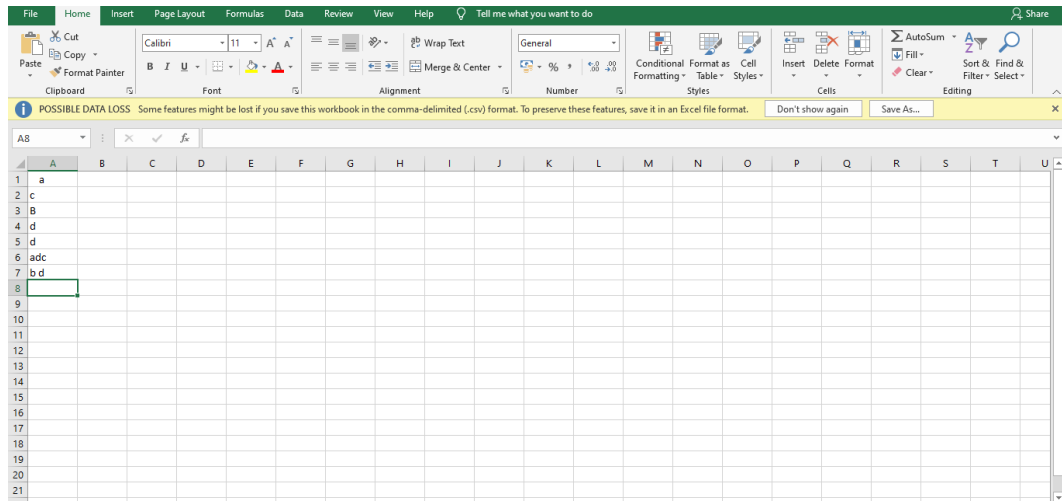 File Home Insert Page Layout Formulas Data Review View Help Tell me what you want to do Share
Cut
Copy
Format Painter
Paste
Clipboard
Calibri 11 A A
B I U A
Font
ab Wrap Text
Merge & Center
Alignment
General
% , .00 .0
Number
Conditional Formatting
Format as Table
Cell Styles
Styles
Insert Delete Format
Cells
AutoSum
Fill
Clear
Sort & Filter
Find & Select
Editing
POSSIBLE DATA LOSS Some features might be lost if you save this workbook in the comma-delimited (.csv) format. To preserve these features, save it in an Excel file format. Don't show again Save As...
A8 fx
A B C D E F G H I J K L M N O P Q R S T U
1 a
2 c
3 B
4 d
5 d
6 adc
7 b d
8
9
10
11
12
13
14
15
16
17
18
19
20
21